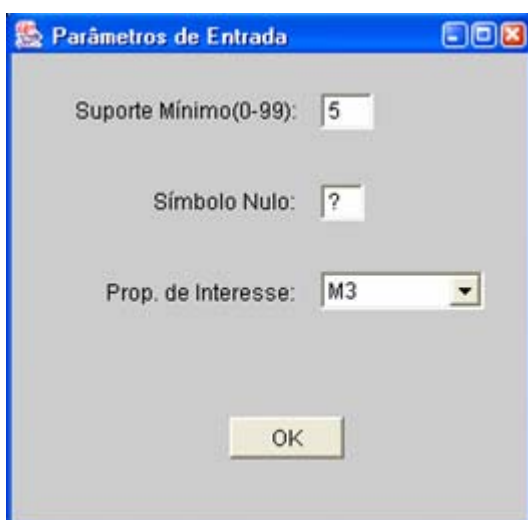 Parâmetros de Entrada
Suporte Mínimo(0-99): 5
Símbolo Nulo: ?
Prop. de Interesse: M3
OK